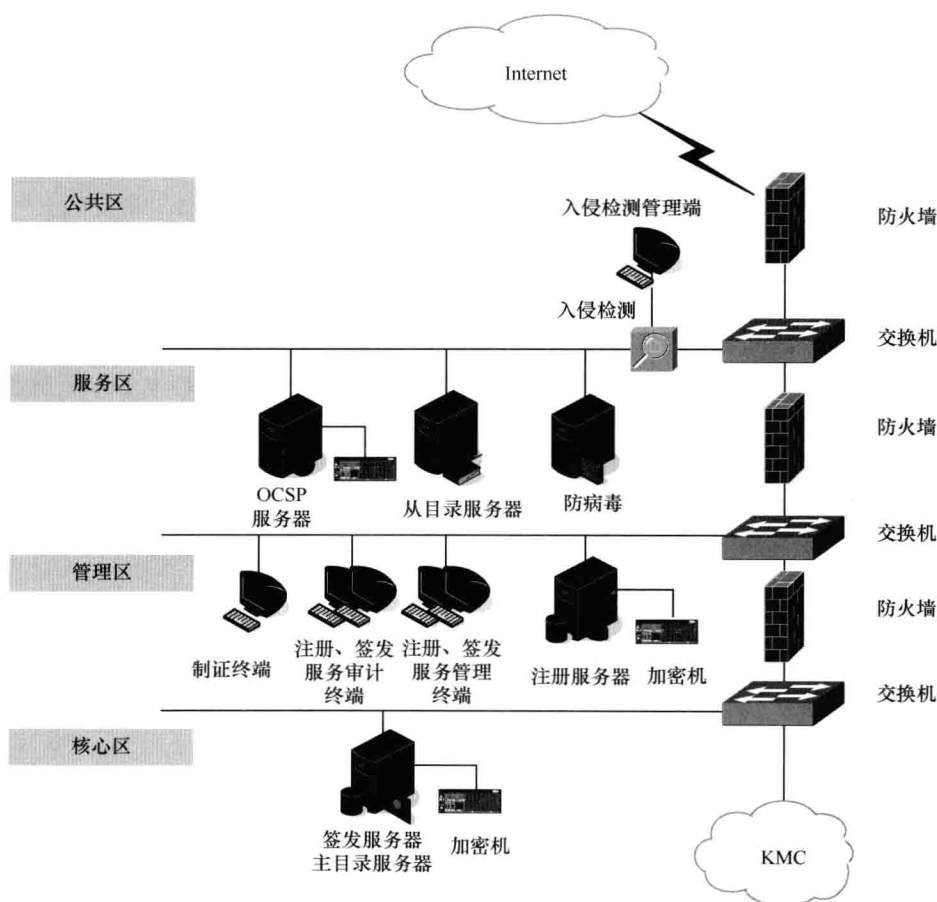 Internet
公共区
入侵检测管理端
防火墙
入侵检测
交换机
服务区
防火墙
OCSP
服务器
从目录服务器
防病毒
交换机
管理区
防火墙
制证终端
注册、签发
服务审计
终端
注册、签发
服务管理
终端
注册服务器
加密机
交换机
核心区
签发服务器
主目录服务器
加密机
KMC